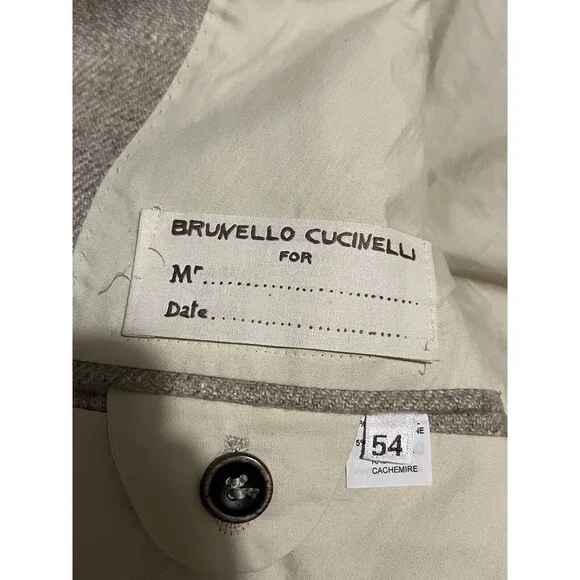 BRUNELLO CUCINELLI
FOR
Mr.......................
Date......................
54
CACHEMIRE